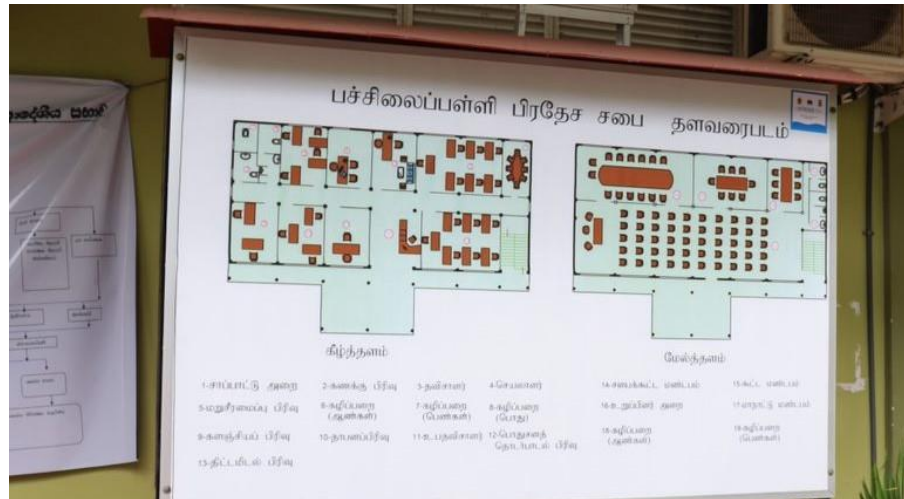 පාදේශීය සභාව
பச்சிலைப்பள்ளி பிரதேச சபை தளவரைபடம்
கீழ்த்தளம்
மேல்த்தளம்
1-சாப்பாட்டு அறை 2-கணக்கு பிரிவு 3-தவிசாளர் 4-செயலாளர்
5-மறுசீரமைப்பு பிரிவு 6-கழிப்பறை (ஆண்கள்) 7-கழிப்பறை (பெண்கள்) 8-கழிப்பறை (பொது)
9-களஞ்சியப் பிரிவு 10-தாபனப்பிரிவு 11-உபதவிசாளர் 12-பொதுசனத் தொடர்பாடல் பிரிவு
13-திட்டமிடல் பிரிவு
14-சபைக்கூட்ட மண்டபம் 15-கூட்ட மண்டபம்
16-உறுப்பினர் அறை 17-மாநாட்டு மண்டபம்
18-கழிப்பறை (ஆண்கள்) 19-கழிப்பறை (பெண்கள்)